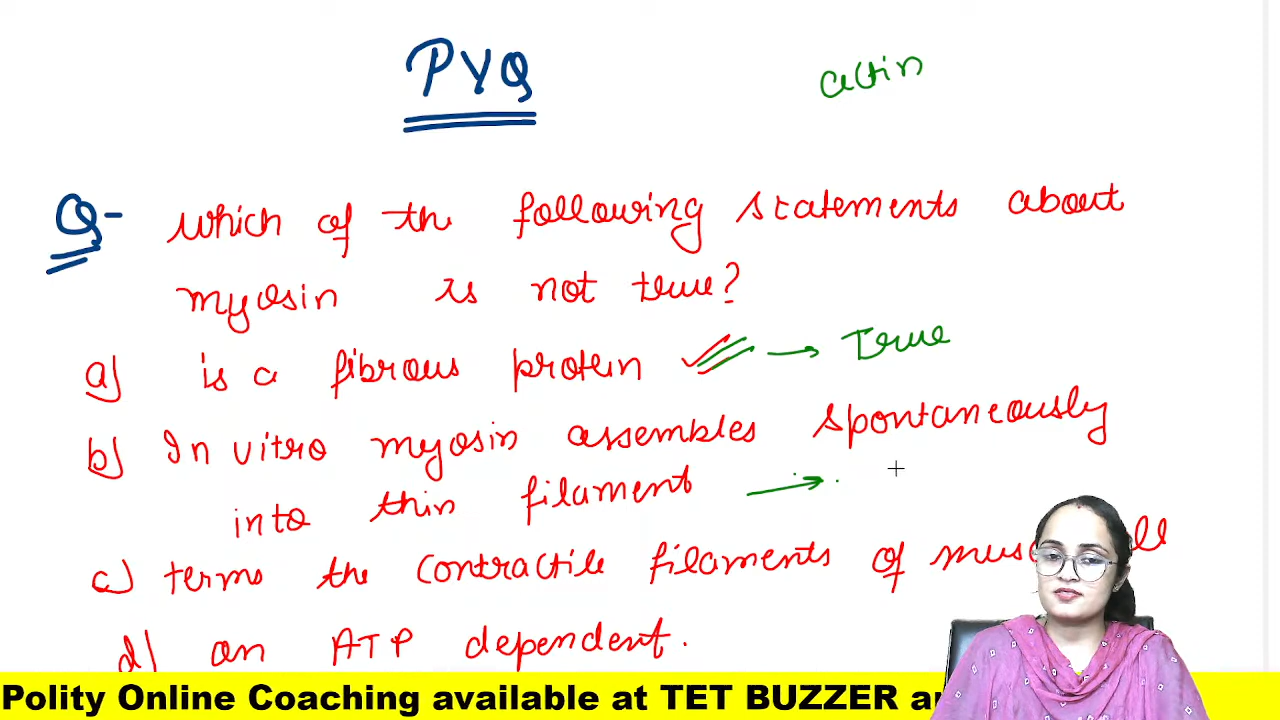 PYQ
actin
Q- which of the following statements about
myosin is not true?
a) is a fibrous protein → True
b) In vitro myosin assembles spontaneously
into thin filament →
c) terms the contractile filaments of
d) an ATP dependent.
Polity Online Coaching available at TET BUZZER